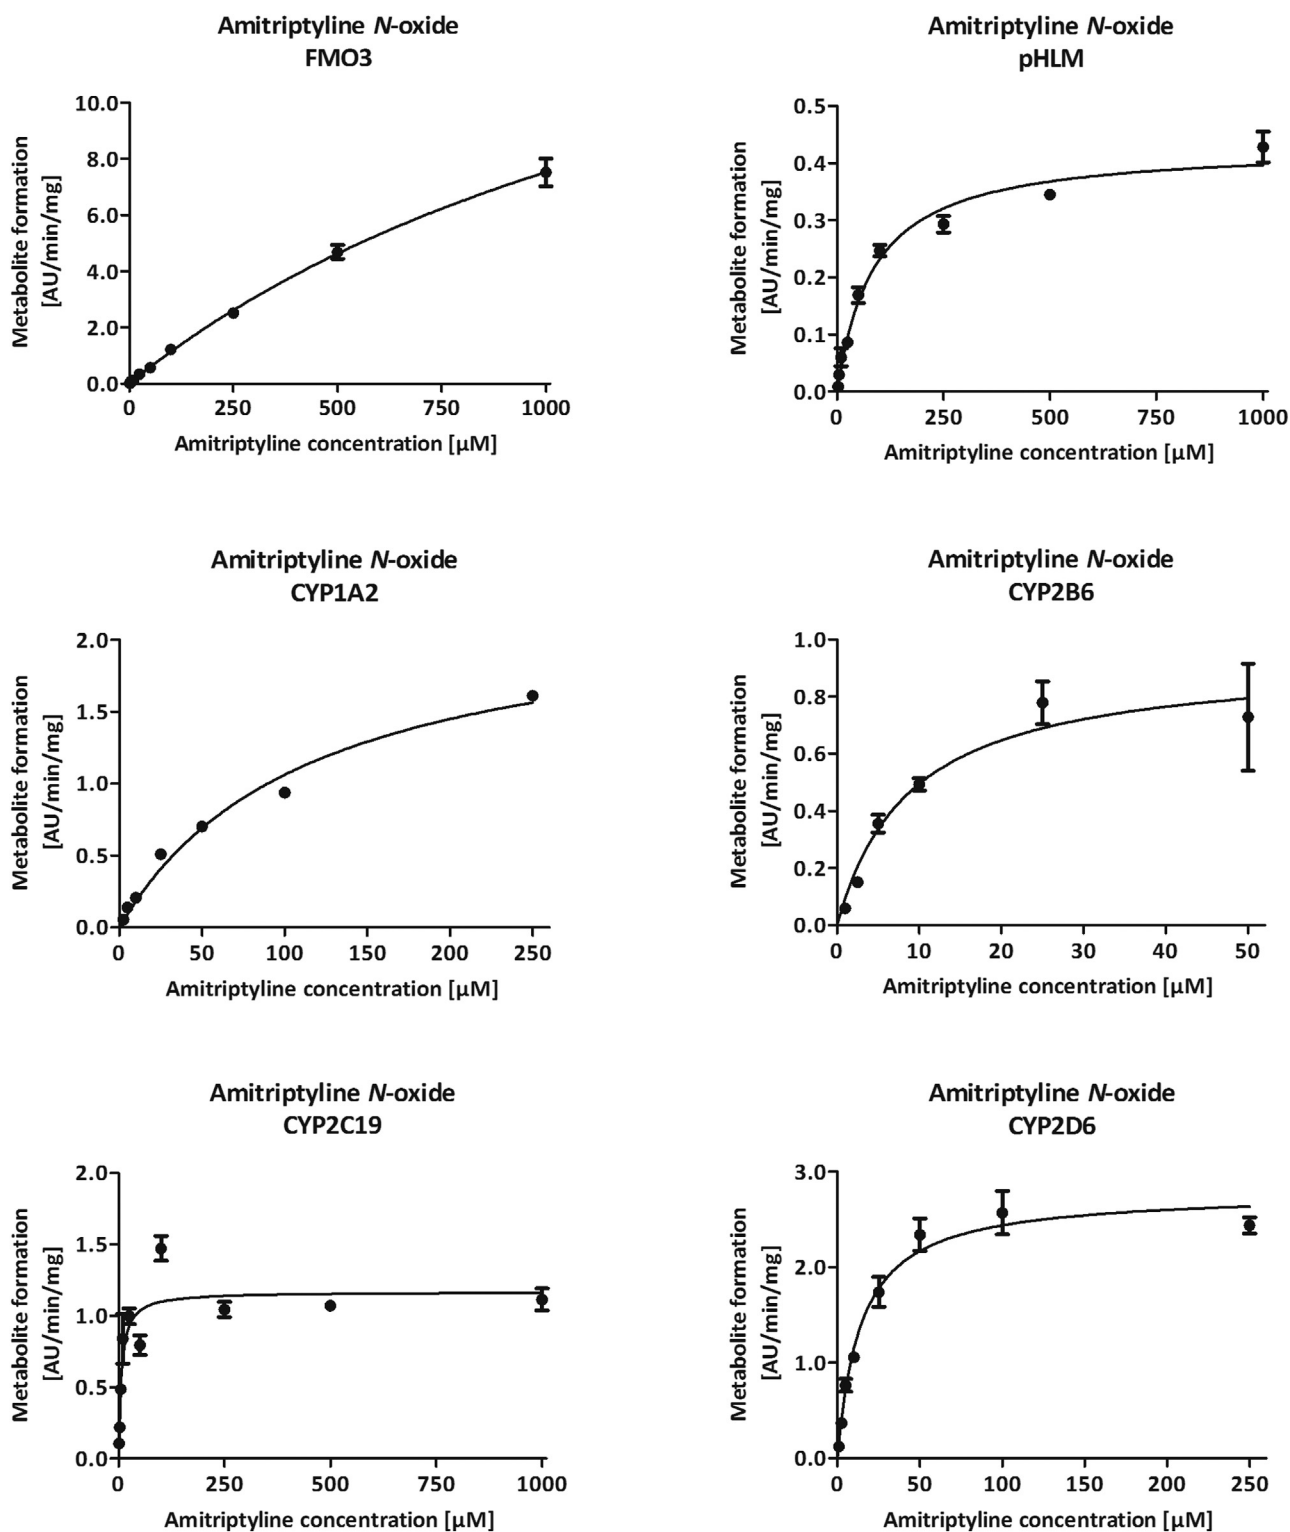 Amitriptyline N-oxide
FMO3
10.0
8.0
6.0
4.0
2.0
0.0
Metabolite formation
[AU/min/mg]
0 250 500 750 1000
Amitriptyline concentration [µM]
Amitriptyline N-oxide
pHLM
0.5
0.4
0.3
0.2
0.1
0.0
Metabolite formation
[AU/min/mg]
0 250 500 750 1000
Amitriptyline concentration [µM]
Amitriptyline N-oxide
CYP1A2
2.0
1.5
1.0
0.5
0.0
Metabolite formation
[AU/min/mg]
0 50 100 150 200 250
Amitriptyline concentration [µM]
Amitriptyline N-oxide
CYP2B6
1.0
0.8
0.6
0.4
0.2
0.0
Metabolite formation
[AU/min/mg]
0 10 20 30 40 50
Amitriptyline concentration [µM]
Amitriptyline N-oxide
CYP2C19
2.0
1.5
1.0
0.5
0.0
Metabolite formation
[AU/min/mg]
0 250 500 750 1000
Amitriptyline concentration [µM]
Amitriptyline N-oxide
CYP2D6
3.0
2.0
1.0
0.0
Metabolite formation
[AU/min/mg]
0 50 100 150 200 250
Amitriptyline concentration [µM]